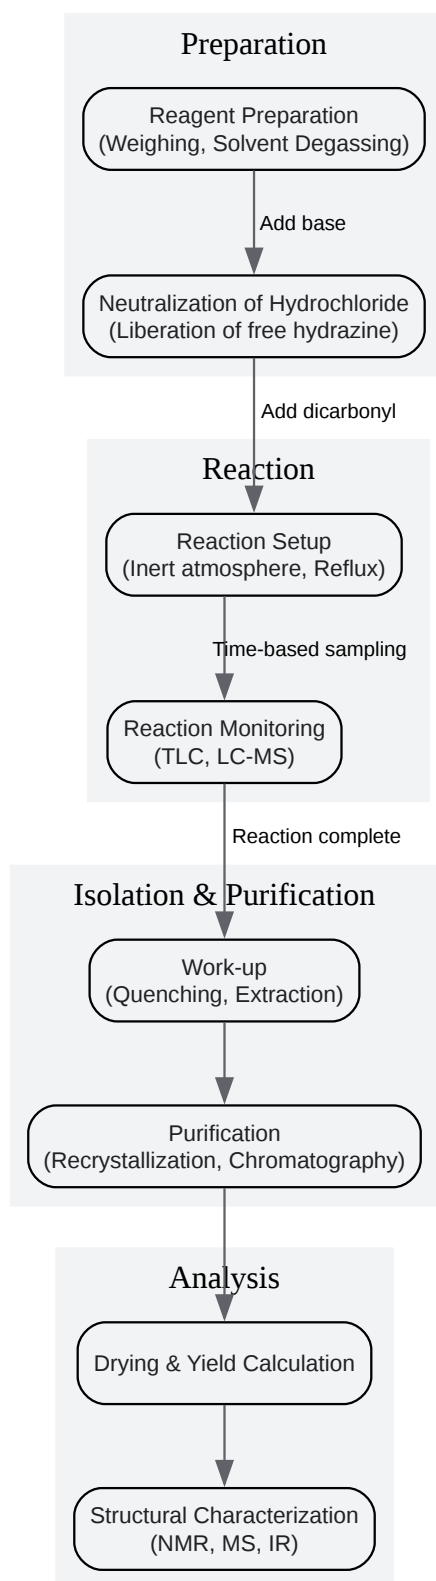 Preparation
Reagent Preparation
(Weighing, Solvent Degassing)
Add base
Neutralization of Hydrochloride
(Liberation of free hydrazine)
Add dicarbonyl
Reaction
Reaction Setup
(Inert atmosphere, Reflux)
Time-based sampling
Reaction Monitoring
(TLC, LC-MS)
Reaction complete
Isolation & Purification
Work-up
(Quenching, Extraction)
Purification
(Recrystallization, Chromatography)
Analysis
Drying & Yield Calculation
Structural Characterization
(NMR, MS, IR)